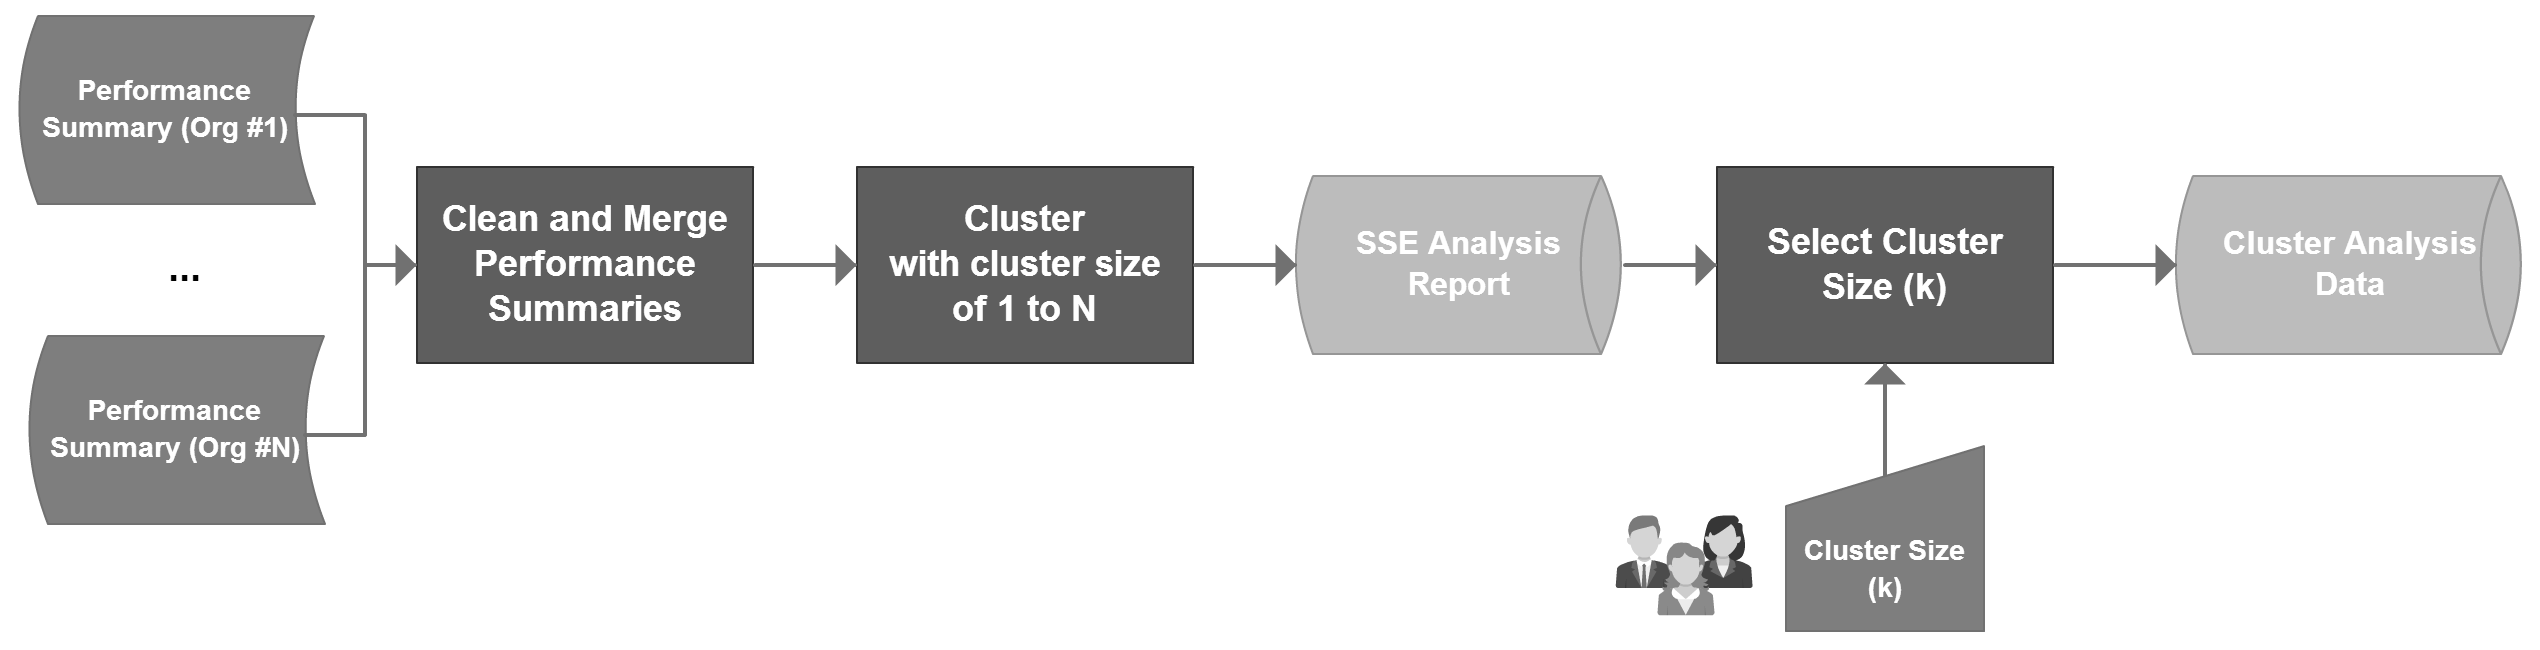 Performance
Summary (Org #1)
...
Performance
Summary (Org #N)
Clean and Merge
Performance
Summaries
Cluster
with cluster size
of 1 to N
SSE Analysis
Report
Select Cluster
Size (k)
Cluster Analysis
Data
Cluster Size
(k)